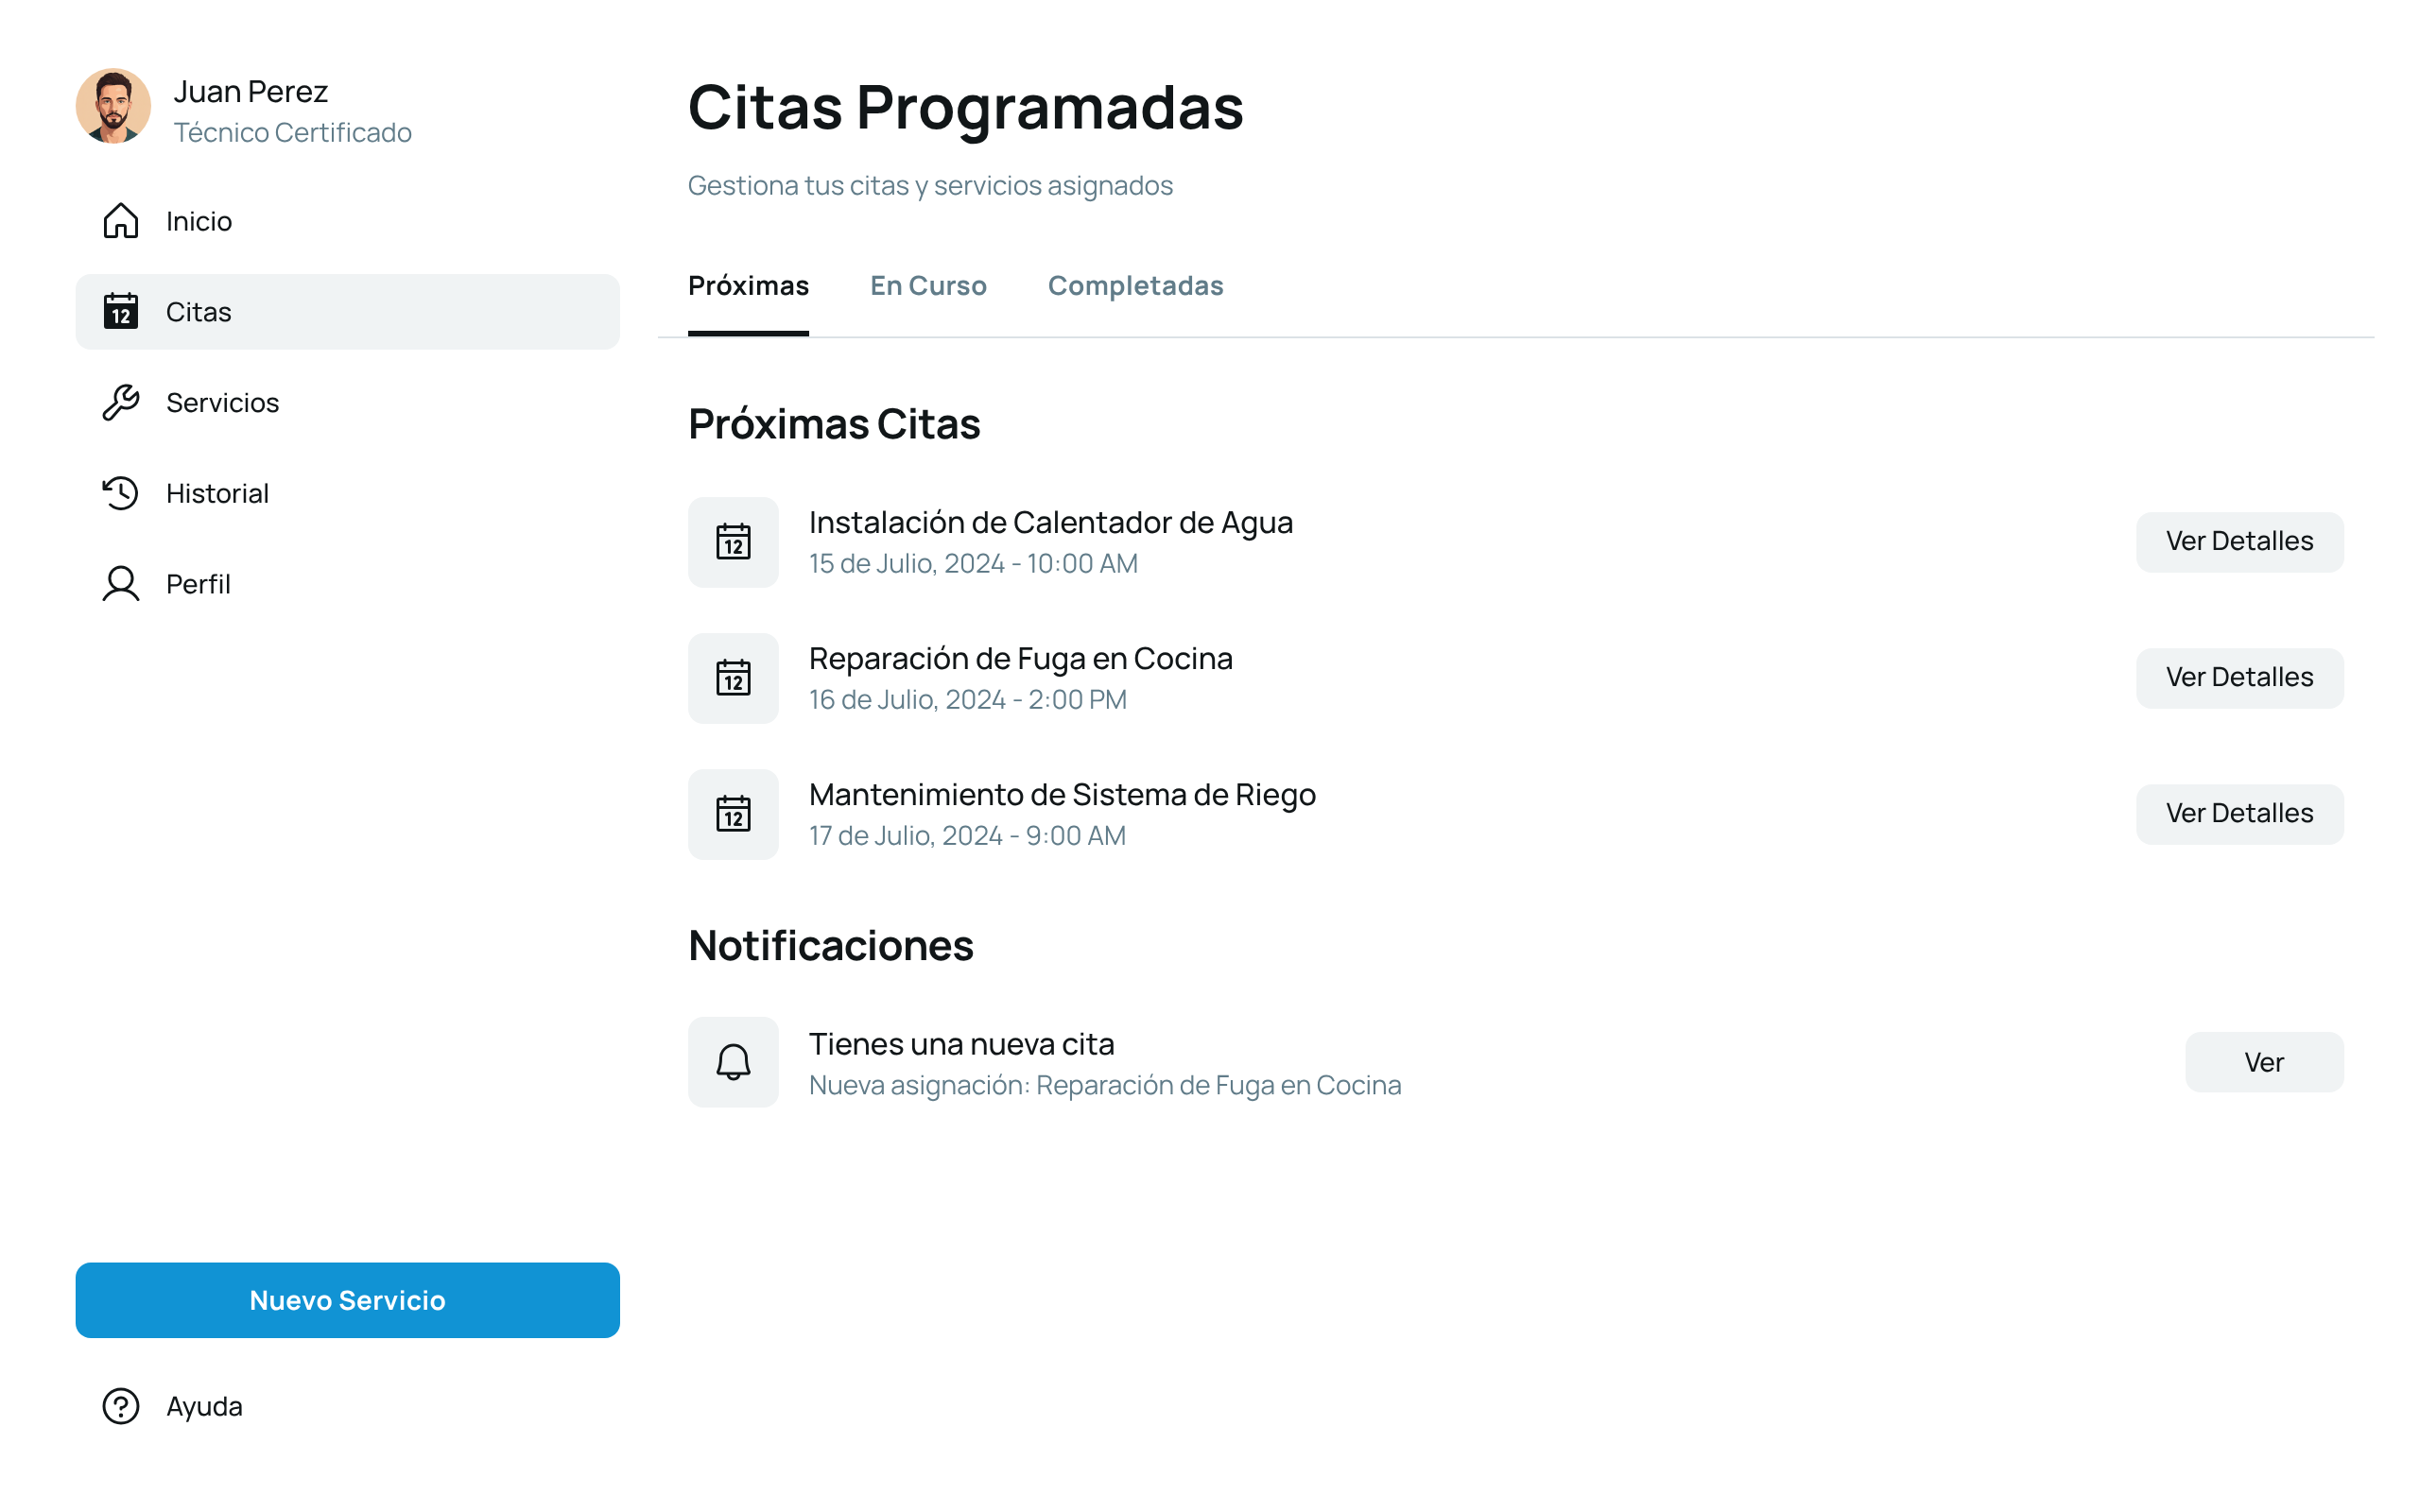 Juan Perez
Técnico Certificado
Inicio
12
Citas
Servicios
Historial
Perfil
Nuevo Servicio
Ayuda
Citas Programadas
Gestiona tus citas y servicios asignados
Próximas
En Curso
Completadas
Próximas Citas
12
Instalación de Calentador de Agua
15 de Julio, 2024 - 10:00 AM
Ver Detalles
12
Reparación de Fuga en Cocina
16 de Julio, 2024 - 2:00 PM
Ver Detalles
12
Mantenimiento de Sistema de Riego
17 de Julio, 2024 - 9:00 AM
Ver Detalles
Notificaciones
Tienes una nueva cita
Nueva asignación: Reparación de Fuga en Cocina
Ver